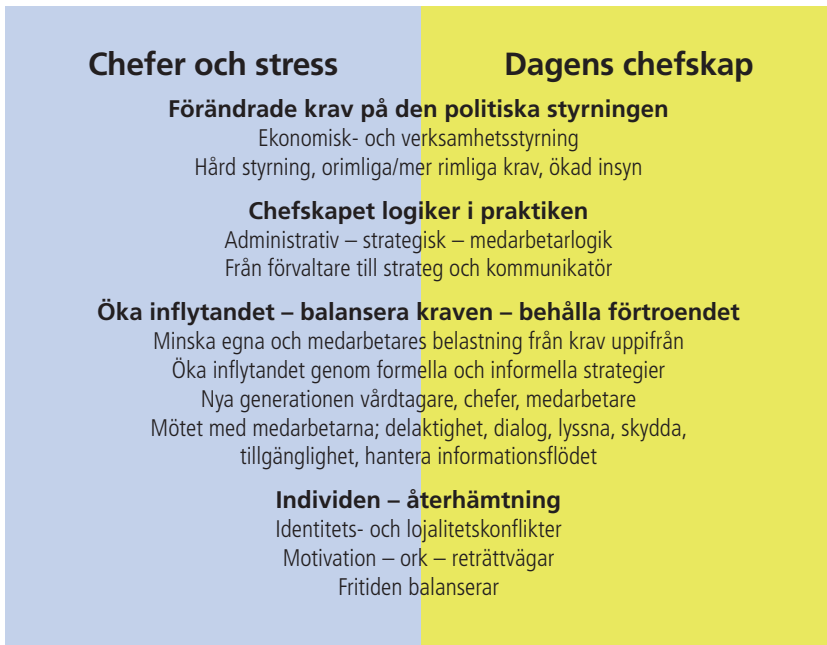 Chefer och stress
Dagens chefskap
Förändrade krav på den politiska styrningen
Ekonomisk- och verksamhetsstyrning
Hård styrning, orimliga/mer rimliga krav, ökad insyn
Chefskapet logiker i praktiken
Administrativ – strategisk – medarbetarlogik
Från förvaltare till strateg och kommunikatör
Öka inflytandet – balansera kraven – behålla förtroendet
Minska egna och medarbetares belastning från krav uppifrån
Öka inflytandet genom formella och informella strategier
Nya generationen vårdtagare, chefer, medarbetare
Mötet med medarbetarna; delaktighet, dialog, lyssna, skydda,
tillgänglighet, hantera informationsflödet
Individen – återhämtning
Identitets- och lojalitetskonflikter
Motivation – ork – reträttvägar
Fritiden balanserar